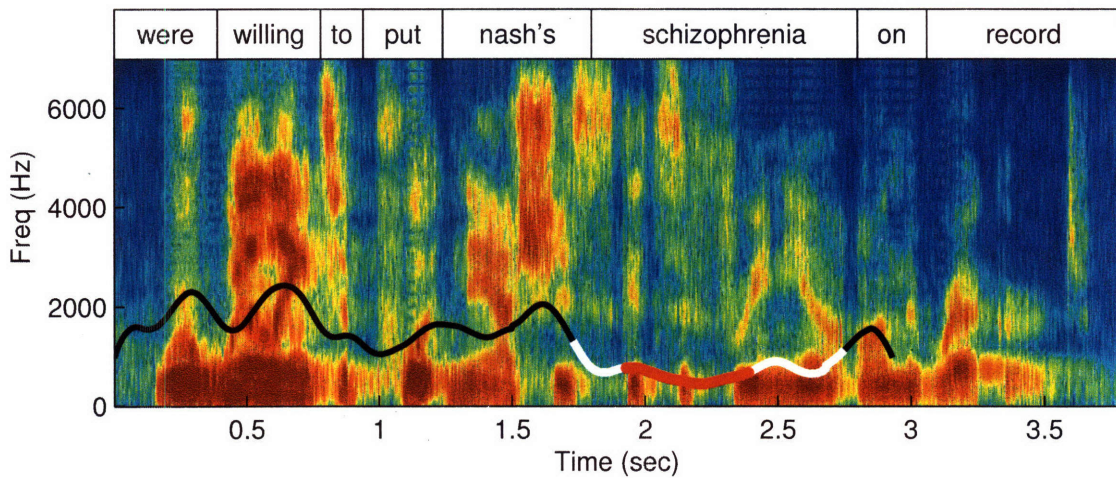 were willing to put nash's schizophrenia on record
Freq (Hz)
6000
4000
2000
0
0.5 1 1.5 2 2.5 3 3.5
Time (sec)